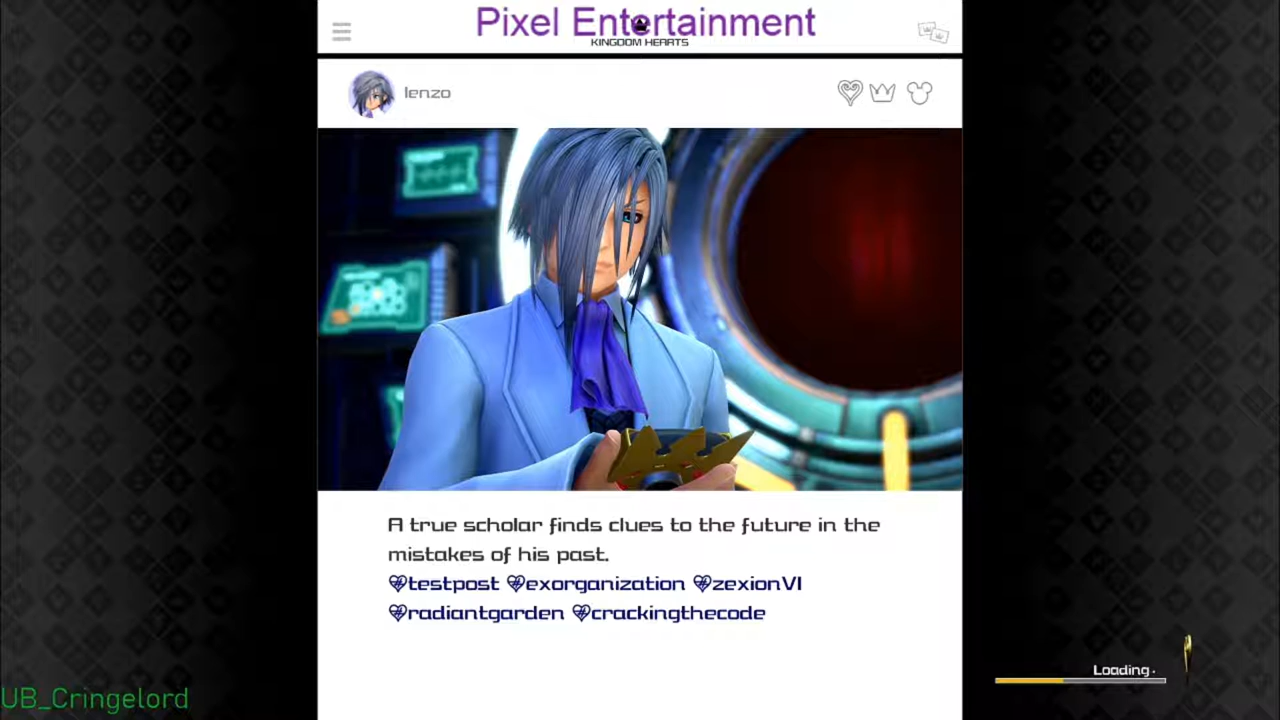 Pixel Entertainment
KINGDOM HEARTS
Ienzo
A true scholar finds clues to the future in the
mistakes of his past.
#testpost #exorganization #zexionVI
#radiantgarden #crackingthecode
Loading.
UB_Cringelord